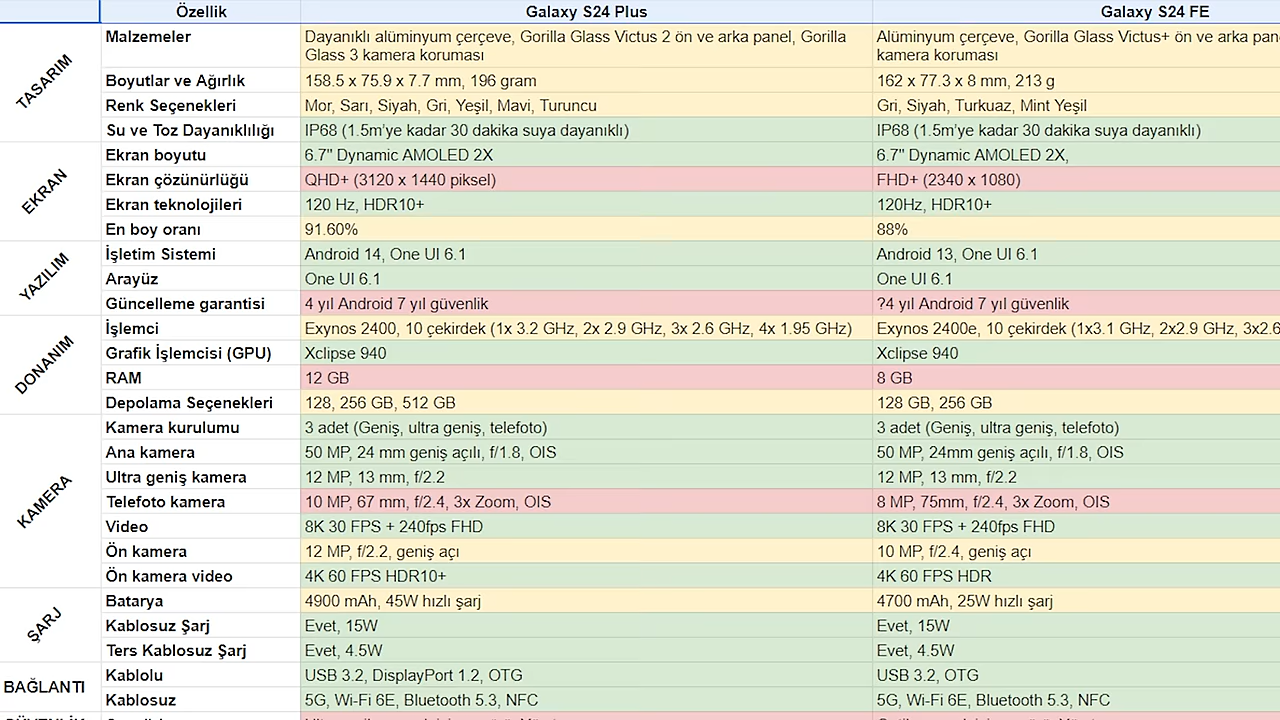 Özellik Galaxy S24 Plus Galaxy S24 FE
TASARIM
Malzemeler Dayanıklı alüminyum çerçeve, Gorilla Glass Victus 2 ön ve arka panel, Gorilla Alüminyum çerçeve, Gorilla Glass Victus+ ön ve arka
Glass 3 kamera koruması kamera koruması
Boyutlar ve Ağırlık 158.5 x 75.9 x 7.7 mm, 196 gram 162 x 77.3 x 8 mm, 213 g
Renk Seçenekleri Mor, Sarı, Siyah, Gri, Yeşil, Mavi, Turuncu Gri, Siyah, Turkuaz, Mint Yeşil
Su ve Toz Dayanıklılığı IP68 (1.5m'ye kadar 30 dakika suya dayanıklı) IP68 (1.5m'ye kadar 30 dakika suya dayanıklı)
EKRAN
Ekran boyutu 6.7" Dynamic AMOLED 2X 6.7" Dynamic AMOLED 2X,
Ekran çözünürlüğü QHD+ (3120 x 1440 piksel) FHD+ (2340 x 1080)
Ekran teknolojileri 120 Hz, HDR10+ 120Hz, HDR10+
En boy oranı 91.60% 88%
YAZILIM
İşletim Sistemi Android 14, One UI 6.1 Android 13, One UI 6.1
Arayüz One UI 6.1 One UI 6.1
Güncelleme garantisi 4 yıl Android 7 yıl güvenlik ?4 yıl Android 7 yıl güvenlik
DONANIM
İşlemci Exynos 2400, 10 çekirdek (1x 3.2 GHz, 2x 2.9 GHz, 3x 2.6 GHz, 4x 1.95 GHz) Exynos 2400e, 10 çekirdek (1x3.1 GHz, 2x2.9 GHz, 3x2.6
Grafik İşlemcisi (GPU) Xclipse 940 Xclipse 940
RAM 12 GB 8 GB
Depolama Seçenekleri 128, 256 GB, 512 GB 128 GB, 256 GB
KAMERA
Kamera kurulumu 3 adet (Geniş, ultra geniş, telefoto) 3 adet (Geniş, ultra geniş, telefoto)
Ana kamera 50 MP, 24 mm geniş açılı, f/1.8, OIS 50 MP, 24mm geniş açılı, f/1.8, OIS
Ultra geniş kamera 12 MP, 13 mm, f/2.2 12 MP, 13 mm, f/2.2
Telefoto kamera 10 MP, 67 mm, f/2.4, 3x Zoom, OIS 8 MP, 75mm, f/2.4, 3x Zoom, OIS
Video 8K 30 FPS + 240fps FHD 8K 30 FPS + 240fps FHD
Ön kamera 12 MP, f/2.2, geniş açı 10 MP, f/2.4, geniş açı
Ön kamera video 4K 60 FPS HDR10+ 4K 60 FPS HDR
ŞARJ
Batarya 4900 mAh, 45W hızlı şarj 4700 mAh, 25W hızlı şarj
Kablosuz Şarj Evet, 15W Evet, 15W
Ters Kablosuz Şarj Evet, 4.5W Evet, 4.5W
BAĞLANTI
Kablolu USB 3.2, DisplayPort 1.2, OTG USB 3.2, OTG
Kablosuz 5G, Wi-Fi 6E, Bluetooth 5.3, NFC 5G, Wi-Fi 6E, Bluetooth 5.3, NFC